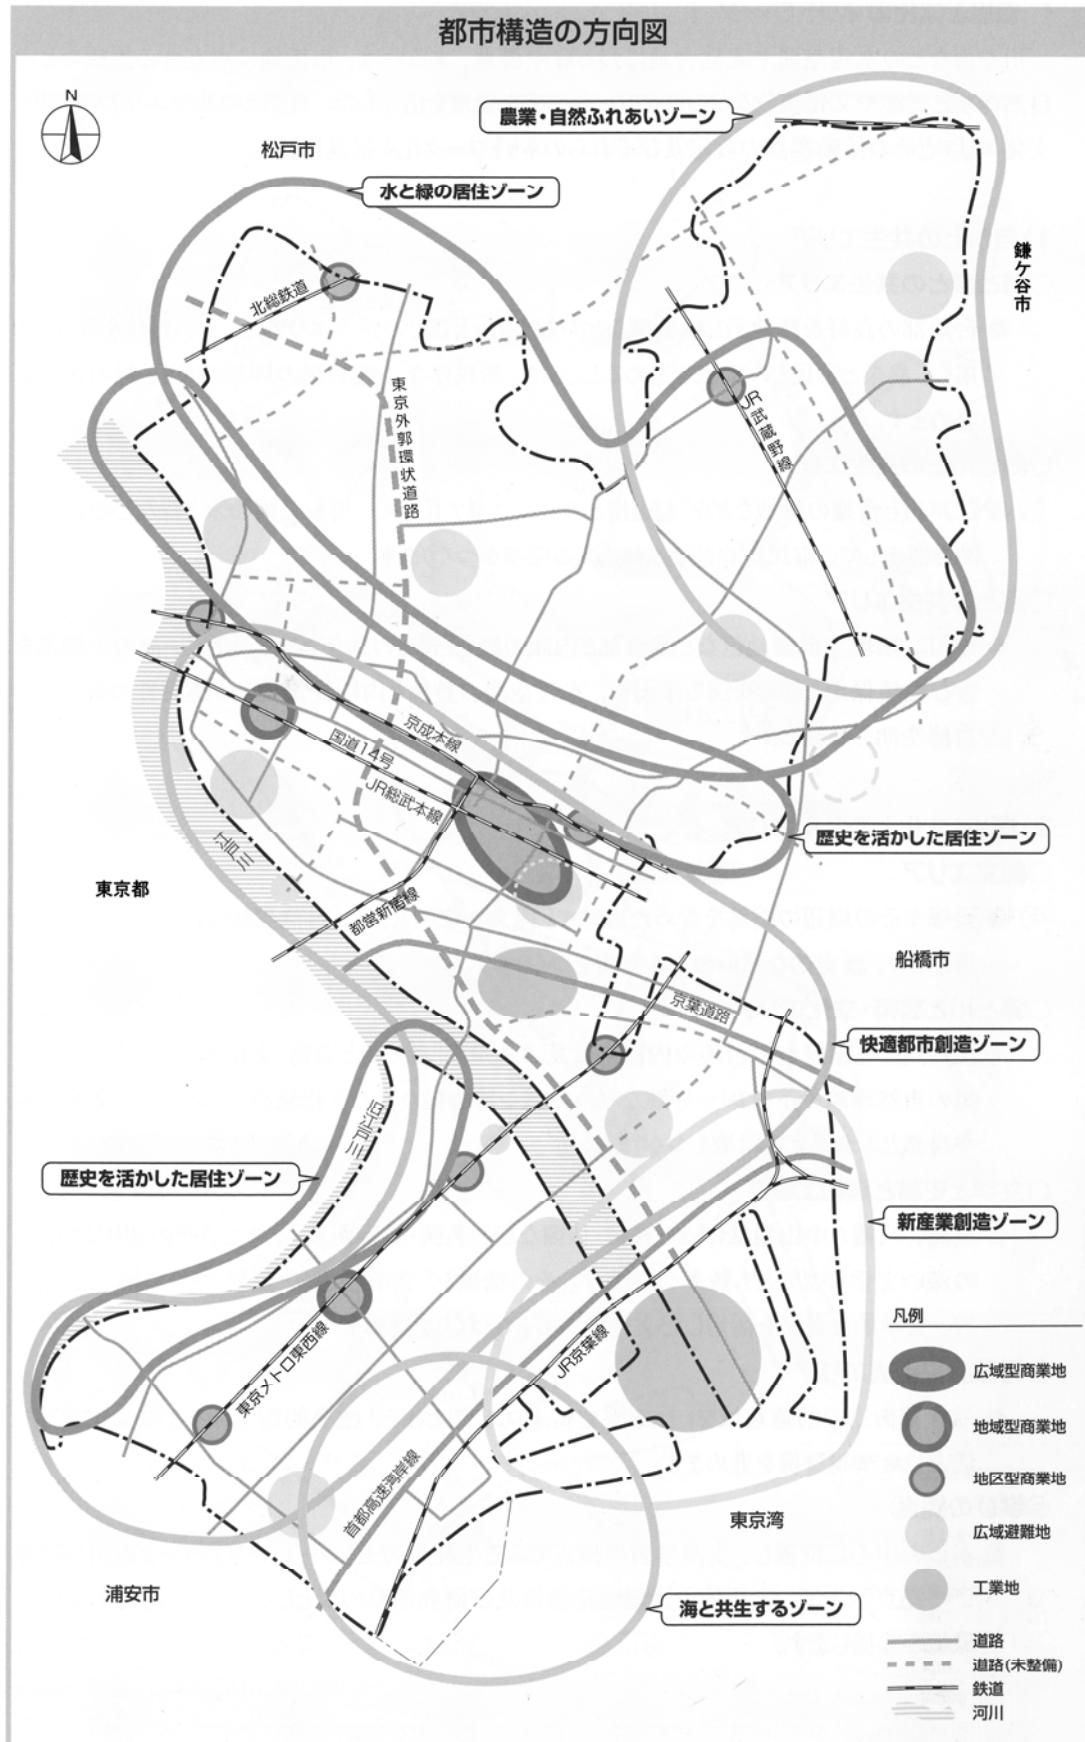 都市構造の方向図
N
農業・自然ふれあいゾーン
松戸市
水と緑の居住ゾーン
鎌ケ谷市
北総鉄道
東京外郭環状道路
JR武蔵野線
京成本線
国道14号
JR総武本線
江戸川
歴史を活かした居住ゾーン
東京都
都営新宿線
船橋市
京葉道路
快適都市創造ゾーン
旧江戸川
歴史を活かした居住ゾーン
新産業創造ゾーン
凡例
広域型商業地
地域型商業地
地区型商業地
広域避難地
工業地
道路
道路(未整備)
鉄道
河川
東京メトロ東西線
JR京葉線
首都高速湾岸線
東京湾
浦安市
海と共生するゾーン